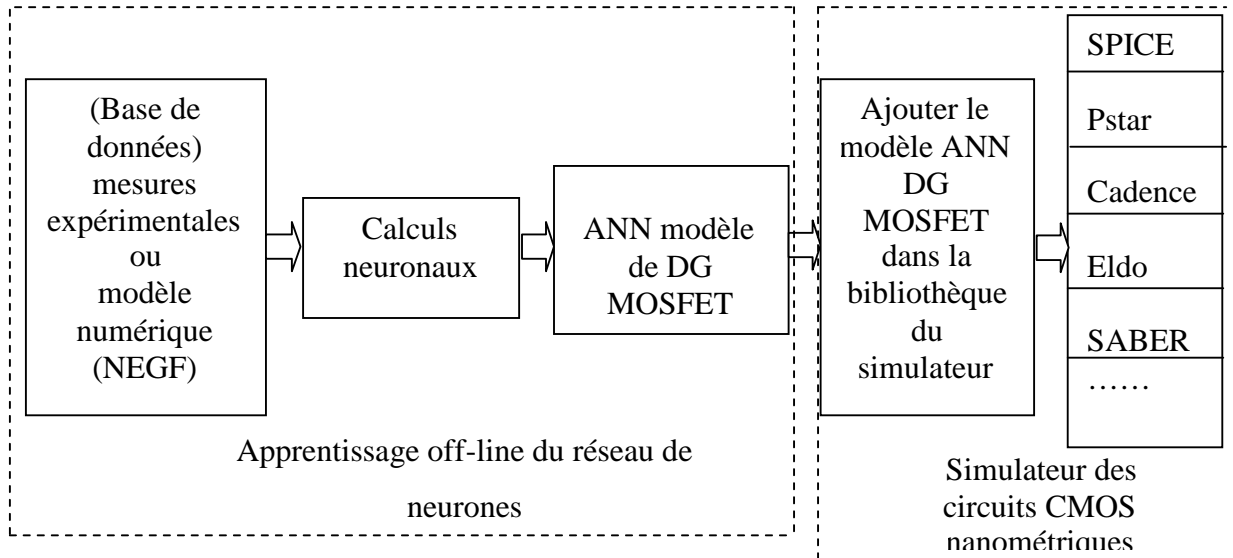 (Base de
données)
mesures
expérimentales
ou
modèle
numérique
(NEGF)
Calculs
neuronaux
ANN modèle
de DG
MOSFET
Apprentissage off-line du réseau de
neurones
Ajouter le
modèle ANN
DG
MOSFET
dans la
bibliothèque
du
simulateur
SPICE
Pstar
Cadence
Eldo
SABER
……
Simulateur des
circuits CMOS
nanométriques